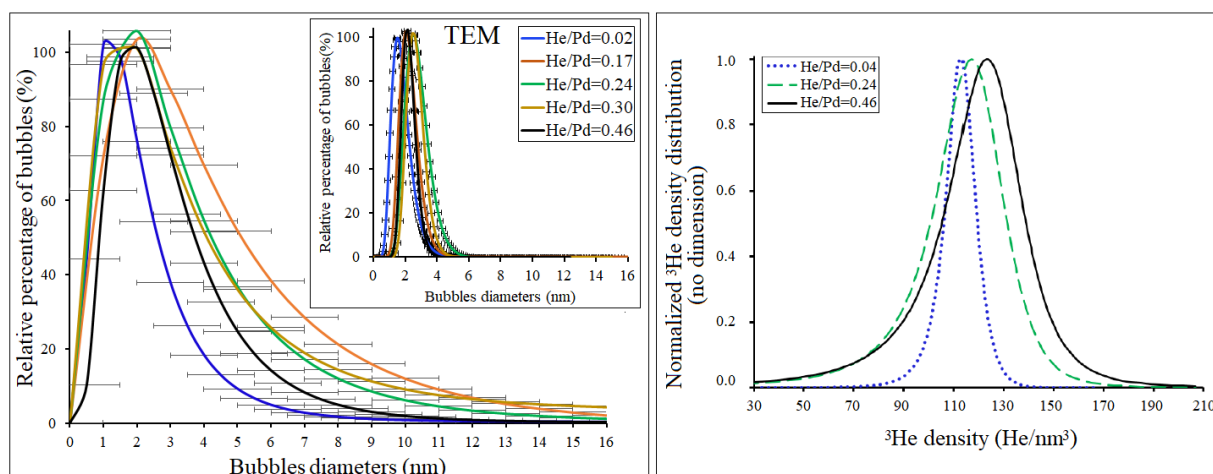 Relative percentage of bubbles (%)
100
80
60
40
20
0
0 1 2 3 4 5 6 7 8 9 10 11 12 13 14 15 16
Bubbles diameters (nm)
TEM
Relative percentage of bubbles(%)
100
80
60
40
20
0
0 2 4 6 8 10 12 14 16
Bubbles diameters (nm)
He/Pd=0.02
He/Pd=0.17
He/Pd=0.24
He/Pd=0.30
He/Pd=0.46
Normalized ³He density distribution
(no dimension)
1.0
0.8
0.6
0.4
0.2
0.0
30 50 70 90 110 130 150 170 190 210
³He density (He/nm³)
He/Pd=0.04
He/Pd=0.24
He/Pd=0.46